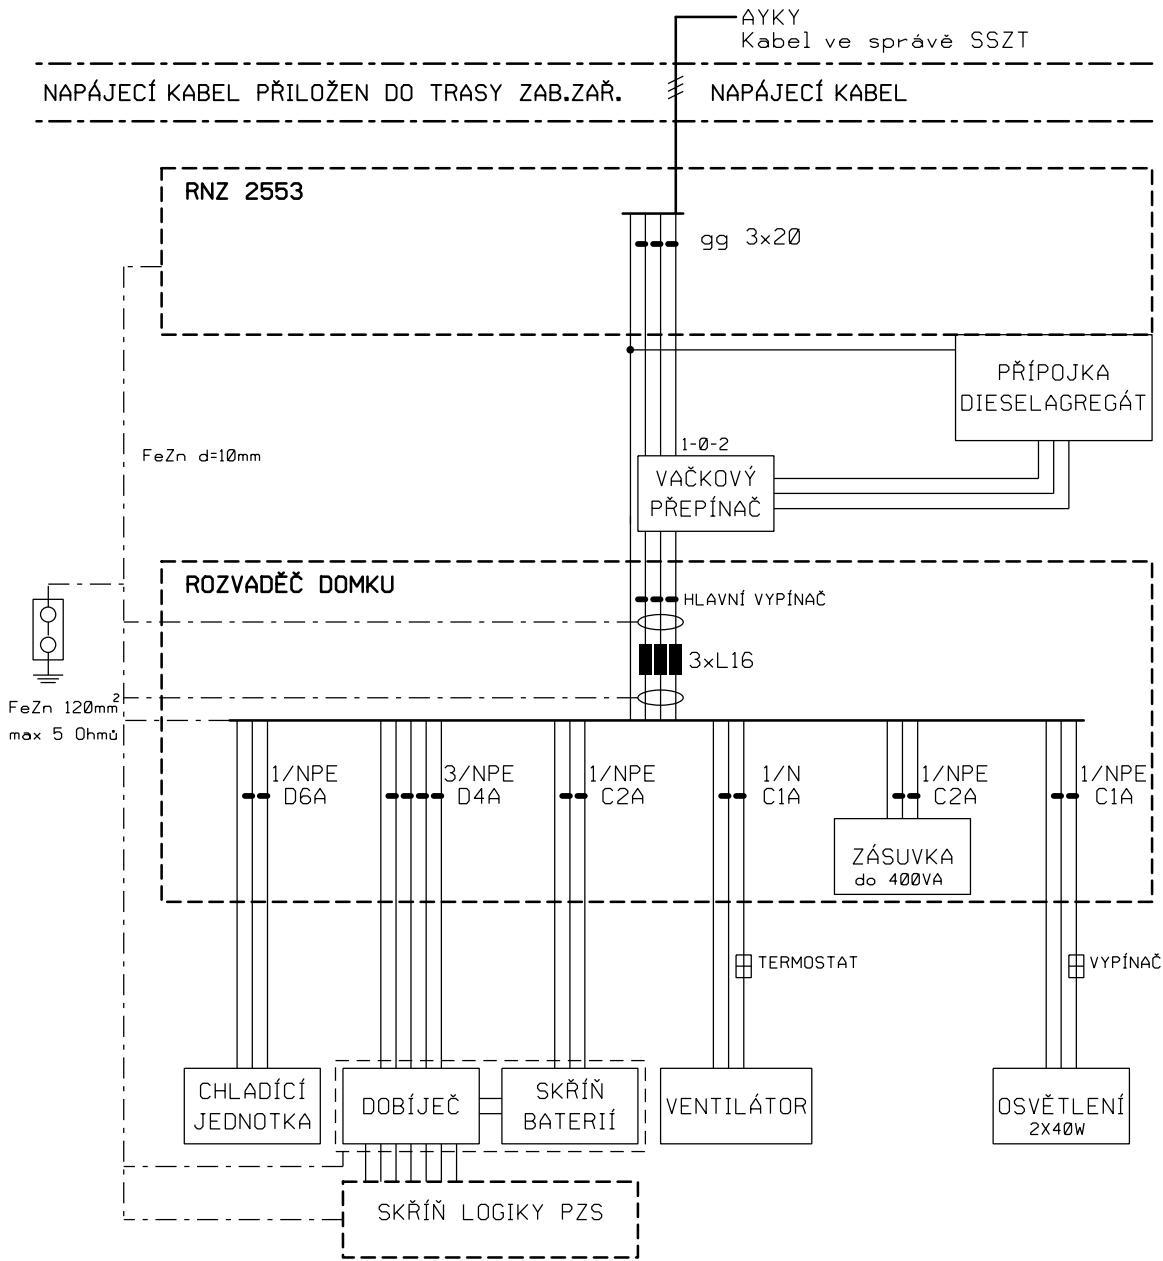 AYKY
Kabel ve správě SSZT
NAPÁJECÍ KABEL PŘILOŽEN DO TRASY ZAB.ZAŘ.
NAPÁJECÍ KABEL
RNZ 2553
gg 3x20
PŘÍPOJKA
DIESELAGREGÁT
1-0-2
FeZn d=10mm
VAČKOVÝ
PŘEPÍNAČ
ROZVADĚČ DOMKU
HLAVNÍ VYPÍNAČ
3xL16
FeZn 120mm²
max 5 Ohmů
1/NPE
D6A
3/NPE
D4A
1/NPE
C2A
1/N
C1A
1/NPE
C2A
1/NPE
C1A
ZÁSUVKA
do 400VA
TERMOSTAT
VYPÍNAČ
CHLADÍCÍ
JEDNOTKA
DOBÍJEČ
SKŘÍŇ
BATERIÍ
VENTILÁTOR
OSVĚTLENÍ
2X40W
SKŘÍŇ LOGIKY PZS